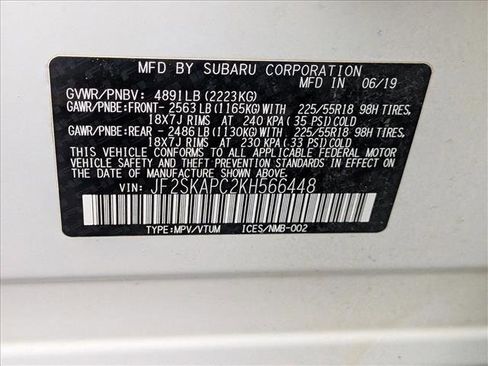 MFD BY SUBARU CORPORATION
GVWR/PNBV: 4891LB (2223KG) MFD IN 06/19
GAWR/PNBE:FRONT- 2563LB (1165KG)WITH 225/55R18 98H TIRES,
18X7J RIMS AT 240 KPA (35 PSI)COLD
GAWR/PNBE:REAR - 2486LB (1130KG)WITH 225/55R18 98H TIRES,
18X7J RIMS AT 230 KPA (33 PSI)COLD
THIS VEHICLE CONFORMS TO ALL APPLICABLE FEDERAL MOTOR
VEHICLE SAFETY AND THEFT PREVENTION STANDARDS IN EFFECT ON
THE DATE OF MANUFACTURE SHOWN ABOVE.
VIN: JF2SKAPC2KH566448
TYPE:MPV/VTUM ICES/NMB-002